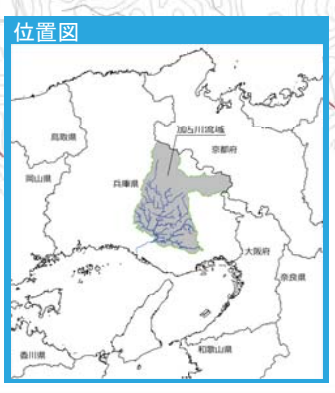 位置図
鳥取県
加古川流域
京都府
岡山県
兵庫県
大阪府
奈良県
香川県
和歌山県